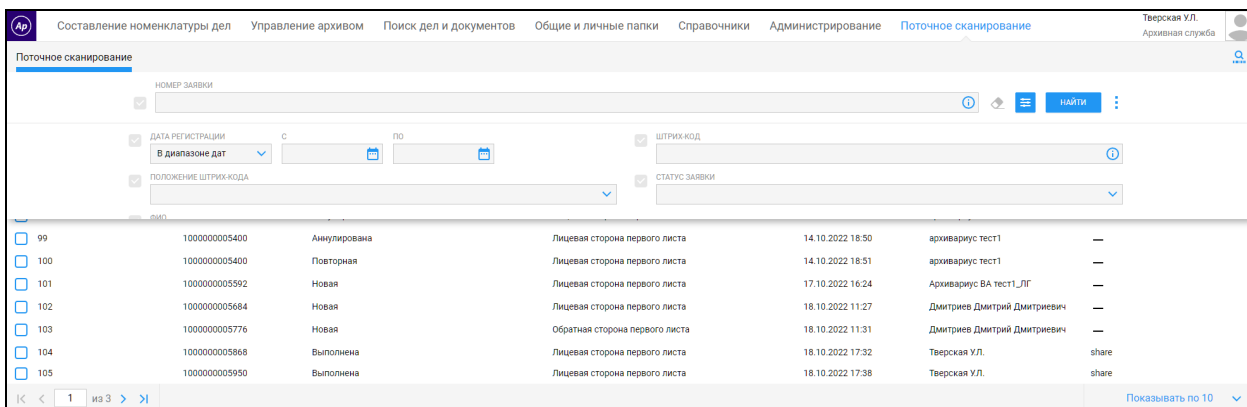 Ap Составление номенклатуры дел Управление архивом Поиск дел и документов Общие и личные папки Справочники Администрирование Поточное сканирование Тверская У.Л.
Архивная служба
Поточное сканирование
НОМЕР ЗАЯВКИ
НАЙТИ
ДАТА РЕГИСТРАЦИИ С ПО ШТРИХ-КОД
В диапазоне дат
ПОЛОЖЕНИЕ ШТРИХ-КОДА СТАТУС ЗАЯВКИ
ФИО
99 1000000005400 Аннулирована Лицевая сторона первого листа 14.10.2022 18:50 архивариус тест1 —
100 1000000005400 Повторная Лицевая сторона первого листа 14.10.2022 18:51 архивариус тест1 —
101 1000000005592 Новая Лицевая сторона первого листа 17.10.2022 16:24 Архивариус ВА тест1_ЛГ —
102 1000000005684 Новая Лицевая сторона первого листа 18.10.2022 11:27 Дмитриев Дмитрий Дмитриевич —
103 1000000005776 Новая Обратная сторона первого листа 18.10.2022 11:31 Дмитриев Дмитрий Дмитриевич —
104 1000000005868 Выполнена Лицевая сторона первого листа 18.10.2022 17:32 Тверская У.Л. share
105 1000000005950 Выполнена Лицевая сторона первого листа 18.10.2022 17:38 Тверская У.Л. share
1 из 3 Показывать по 10